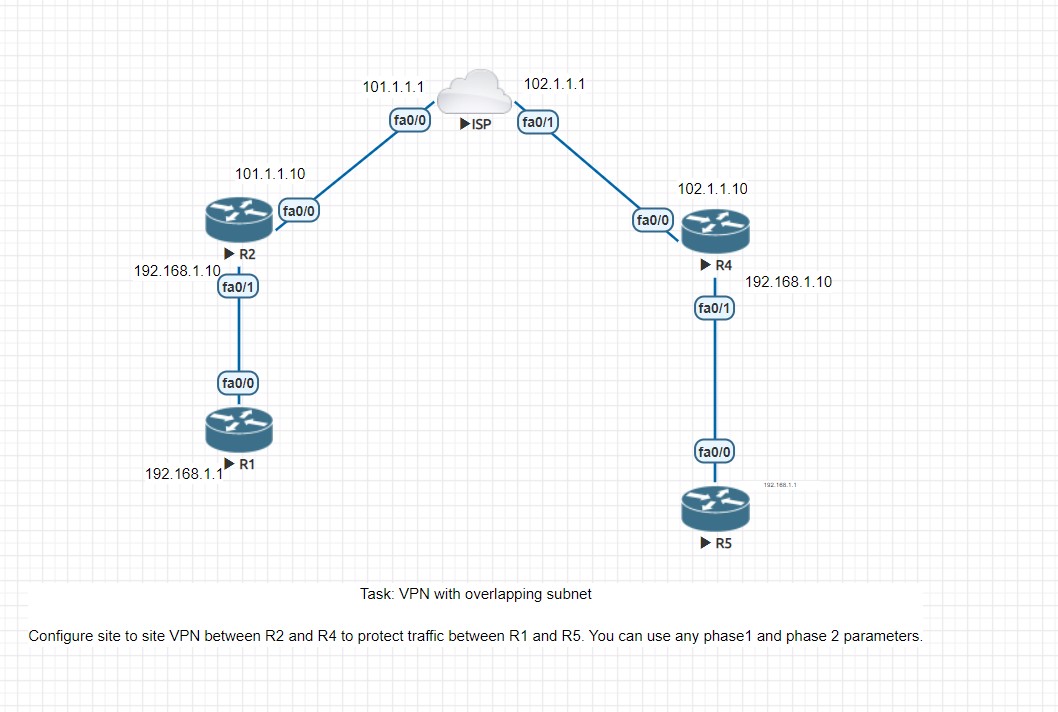 101.1.1.1
102.1.1.1
fa0/0
ISP
fa0/1
101.1.1.10
102.1.1.10
fa0/0
fa0/0
R2
R4
192.168.1.10
192.168.1.10
fa0/1
fa0/1
fa0/0
fa0/0
R1
192.168.1.1
192.168.1.1
R5
Task: VPN with overlapping subnet
Configure site to site VPN between R2 and R4 to protect traffic between R1 and R5. You can use any phase1 and phase 2 parameters.